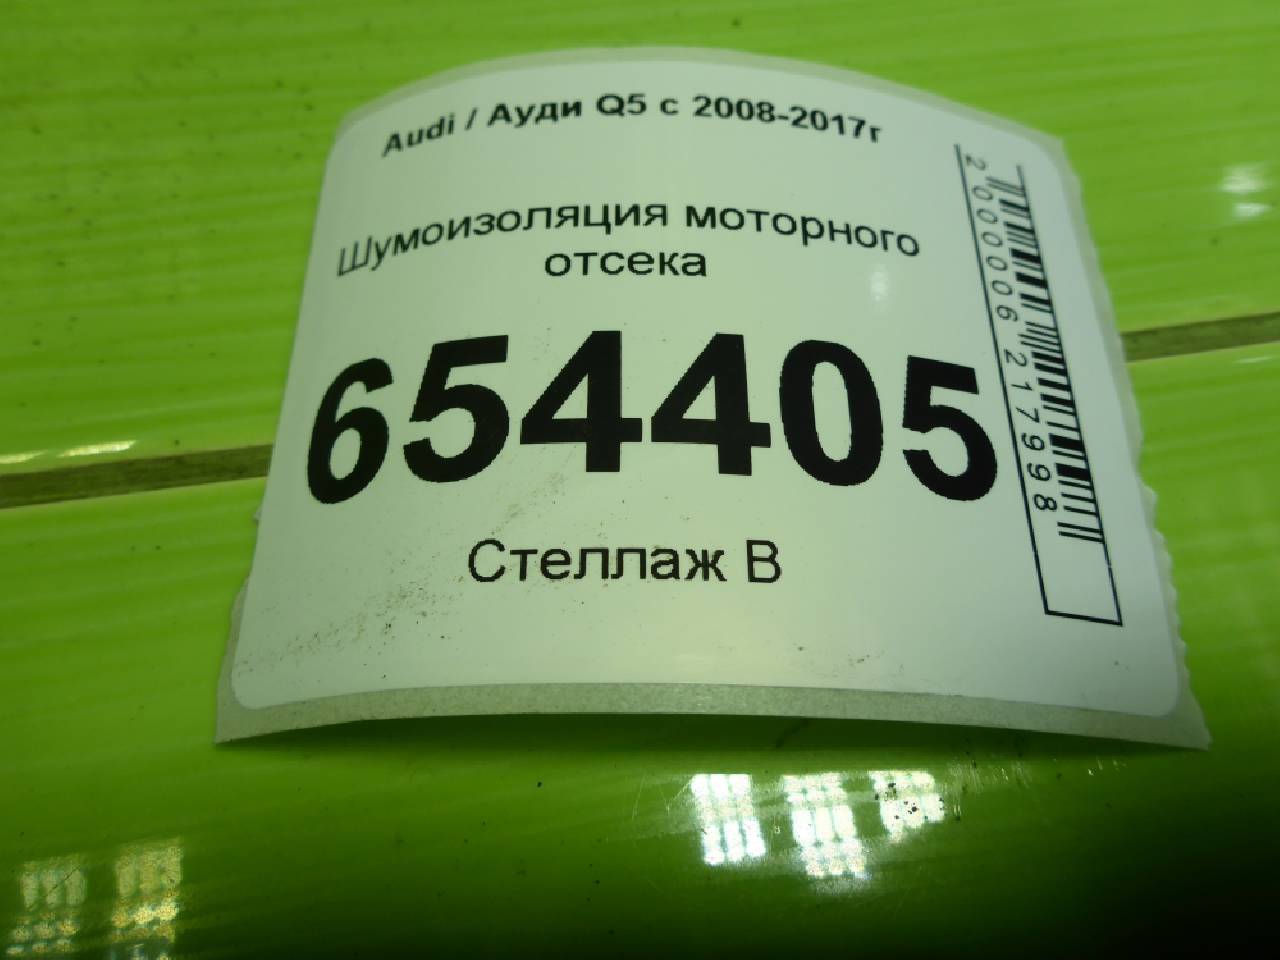 Audi / Ауди Q5 с 2008-2017г
Шумоизоляция моторного
отсека
654405
Стеллаж В
2000006217998